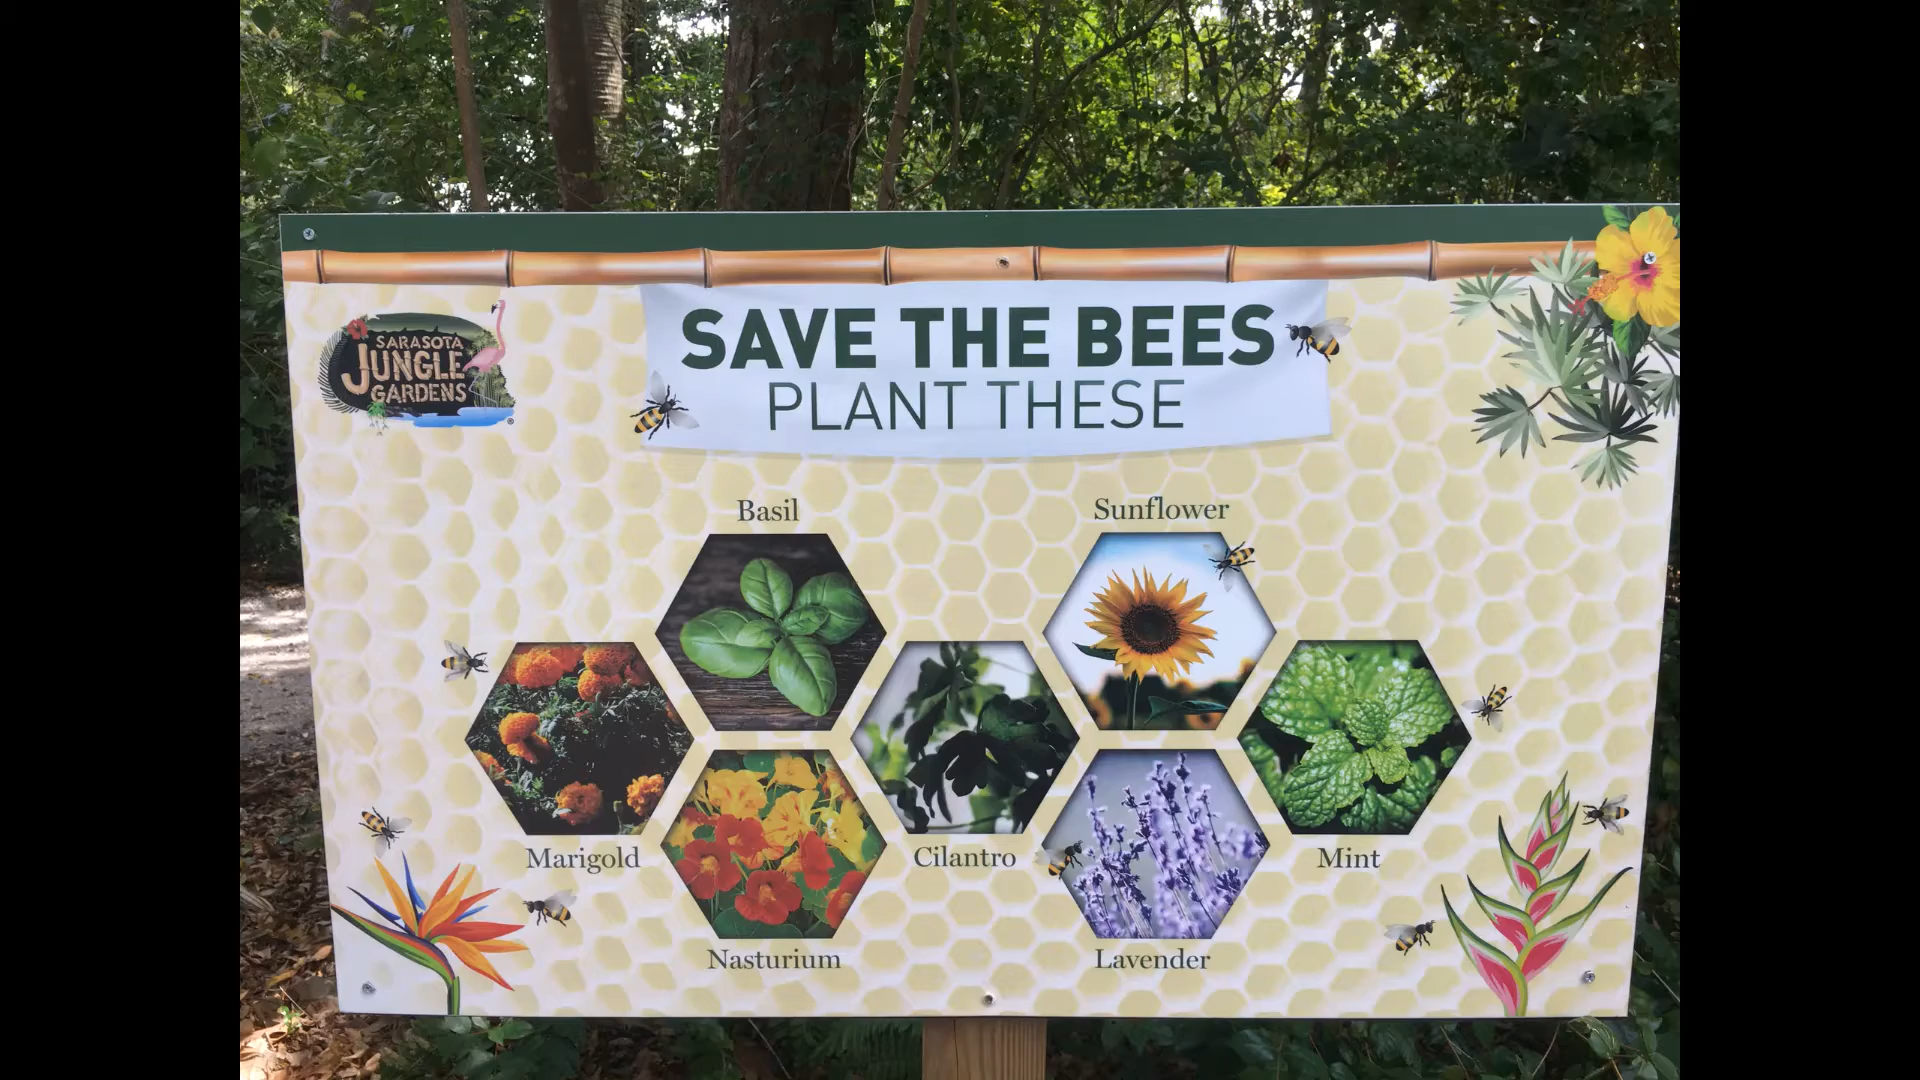 SARASOTA
JUNGLE
GARDENS
®
SAVE THE BEES
PLANT THESE
Basil
Sunflower
Marigold
Cilantro
Mint
Nasturium
Lavender